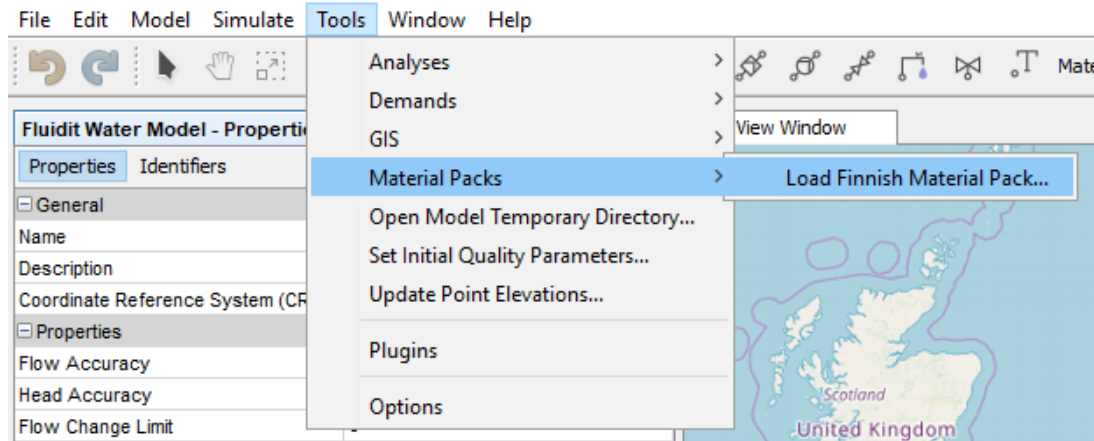 File Edit Model Simulate Tools Window Help
Mate
Analyses
Demands
GIS
Material Packs
Load Finnish Material Pack...
Open Model Temporary Directory...
Set Initial Quality Parameters...
Update Point Elevations...
Plugins
Options
Fluidit Water Model - Properti
Properties Identifiers
General
Name
Description
Coordinate Reference System (CR
Properties
Flow Accuracy
Head Accuracy
Flow Change Limit
View Window
Scotland
United Kingdom